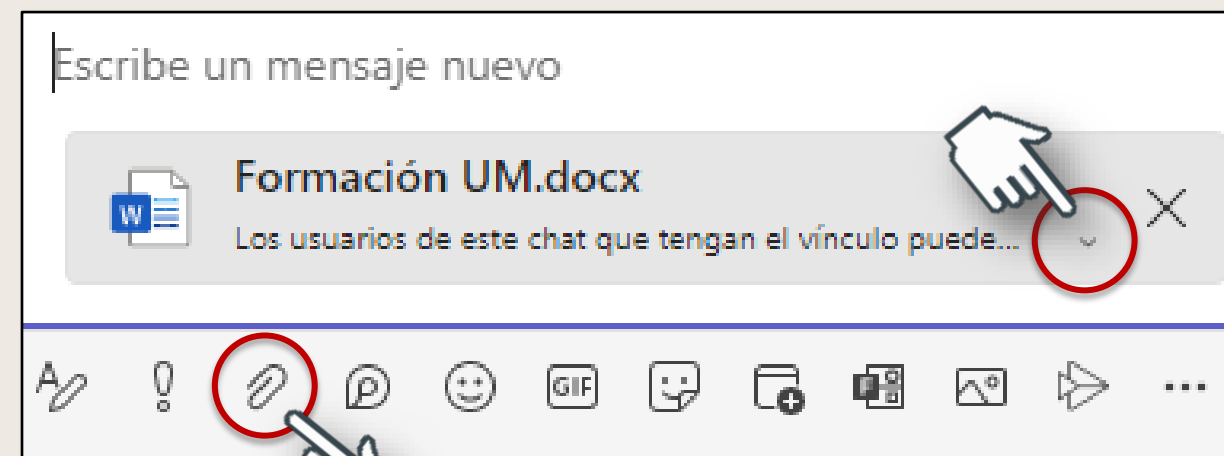 Escribe un mensaje nuevo
Formación UM.docx
W
Los usuarios de este chat que tengan el vínculo puede...
GIF